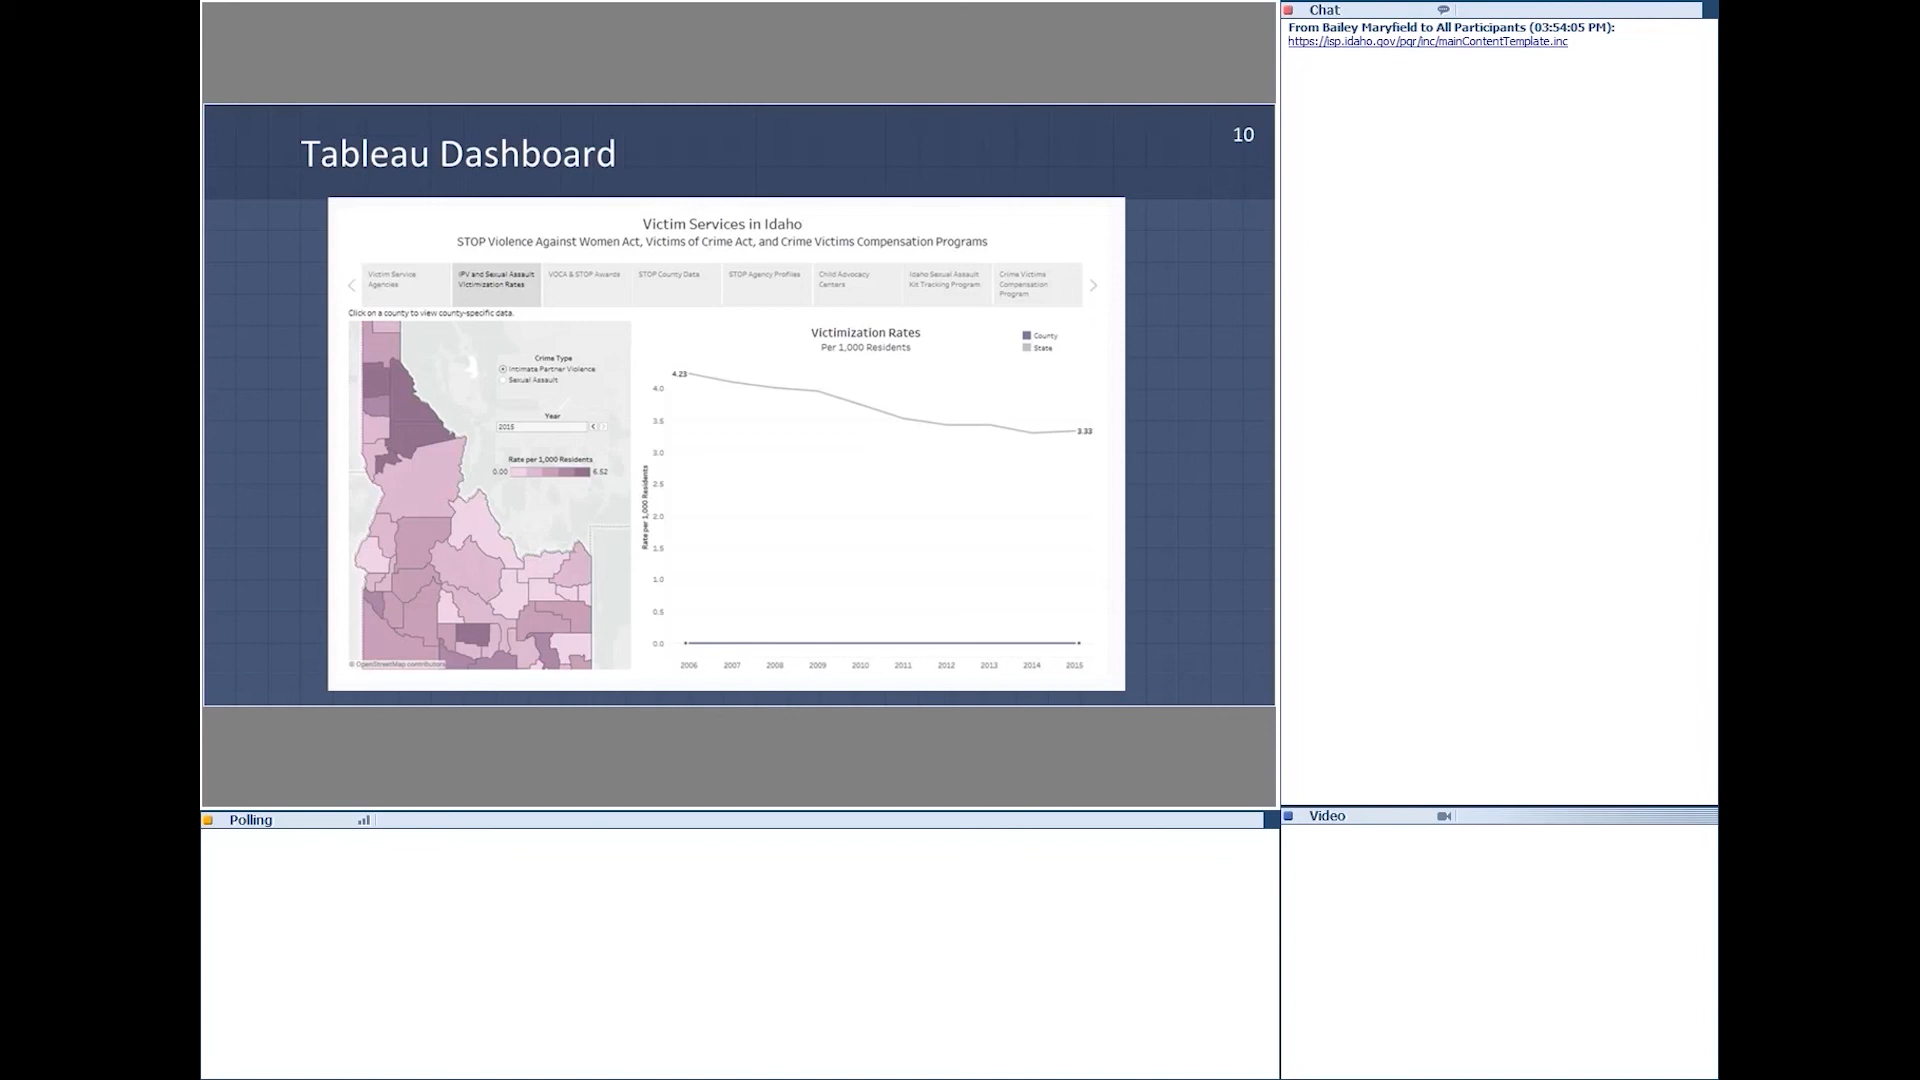 Chat
From Bailey Maryfield to All Participants (03:54:05 PM):
https://isp.idaho.gov/pgr/inc/mainContentTemplate.inc
Tableau Dashboard
10
Victim Services in Idaho
STOP Violence Against Women Act, Victims of Crime Act, and Crime Victims Compensation Programs
Victim Service
Agencies
IPV and Sexual Assault
Victimization Rates
VOCA & STOP Awards
STOP County Data
STOP Agency Profiles
Child Advocacy
Centers
Idaho Sexual Assault
Kit Tracking Program
Crime Victims
Compensation
Program
Click on a county to view county-specific data.
Crime Type
Intimate Partner Violence
Sexual Assault
Year
2015
Rate per 1,000 Residents
0.00
6.52
© OpenStreetMap contributors
Victimization Rates
Per 1,000 Residents
County
State
4.23
3.33
Rate per 1,000 Residents
4.0
3.5
3.0
2.5
2.0
1.5
1.0
0.5
0.0
2006 2007 2008 2009 2010 2011 2012 2013 2014 2015
Polling
Video